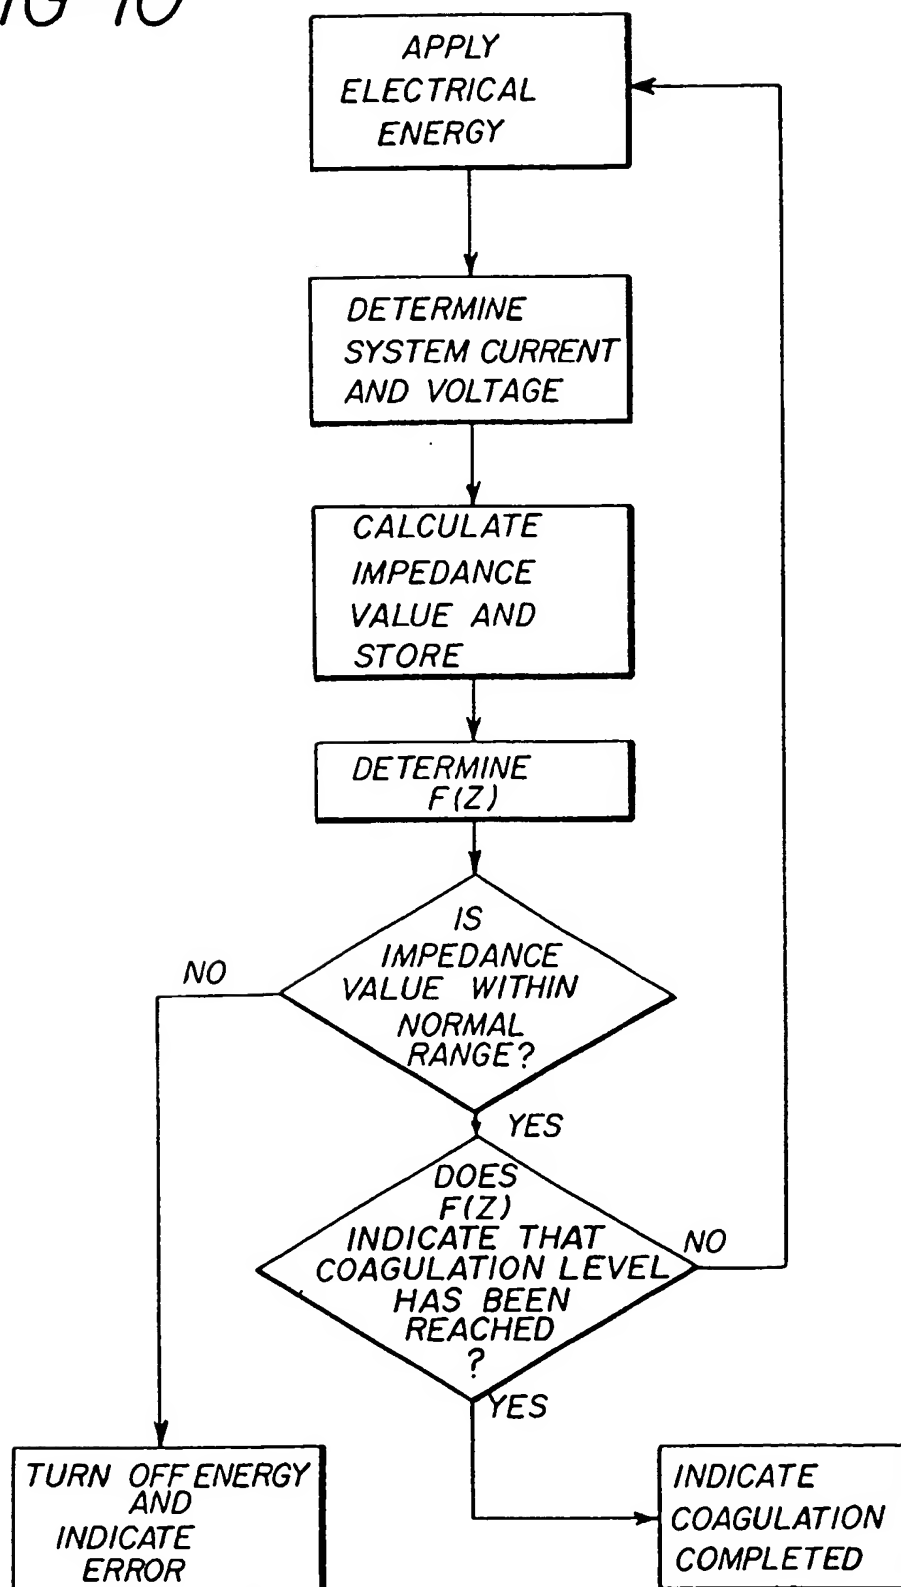 FIG 10
APPLY
ELECTRICAL
ENERGY
DETERMINE
SYSTEM CURRENT
AND VOLTAGE
CALCULATE
IMPEDANCE
VALUE AND
STORE
DETERMINE
F(Z)
IS
IMPEDANCE
VALUE WITHIN
NORMAL
RANGE?
NO
YES
DOES
F(Z)
INDICATE THAT
COAGULATION LEVEL
HAS BEEN
REACHED
?
NO
YES
TURN OFF ENERGY
AND
INDICATE
ERROR
INDICATE
COAGULATION
COMPLETED